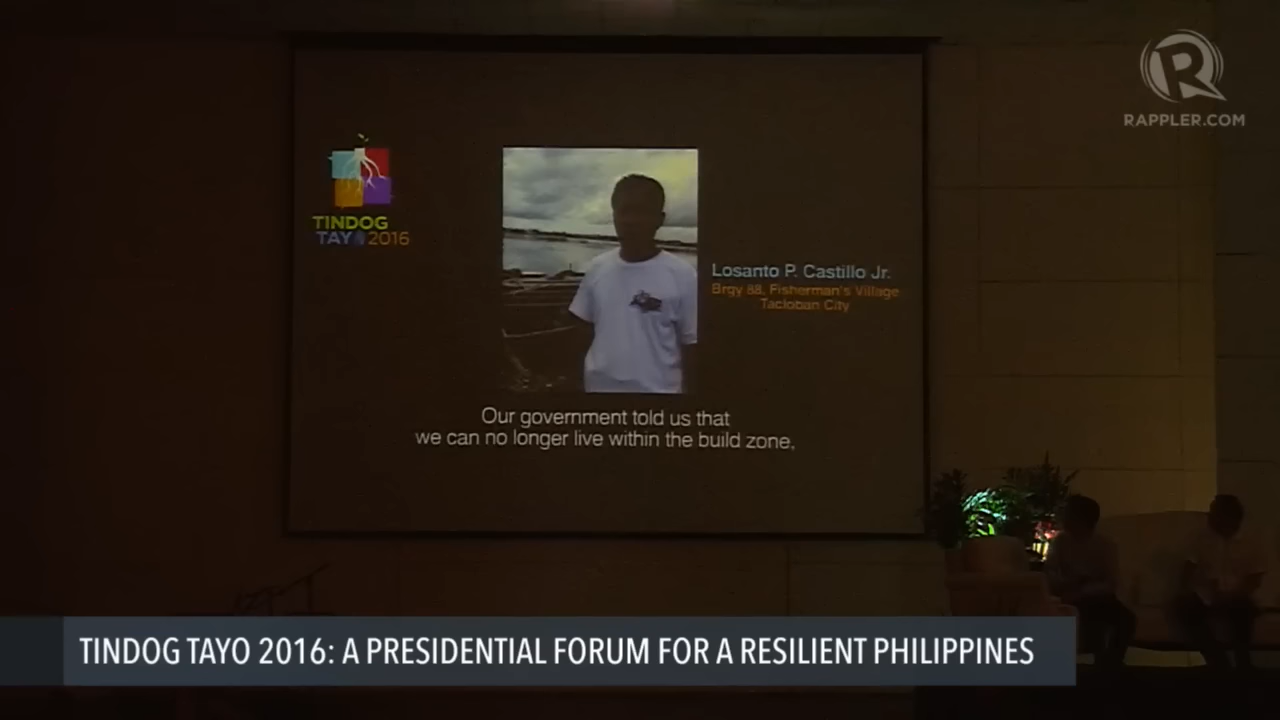 RAPPLER.COM
TINDOG
TAYO 2016
Losanto P. Castillo Jr.
Brgy 88, Fisherman's Village
Tacloban City
Our government told us that
we can no longer live within the build zone,
TINDOG TAYO 2016: A PRESIDENTIAL FORUM FOR A RESILIENT PHILIPPINES